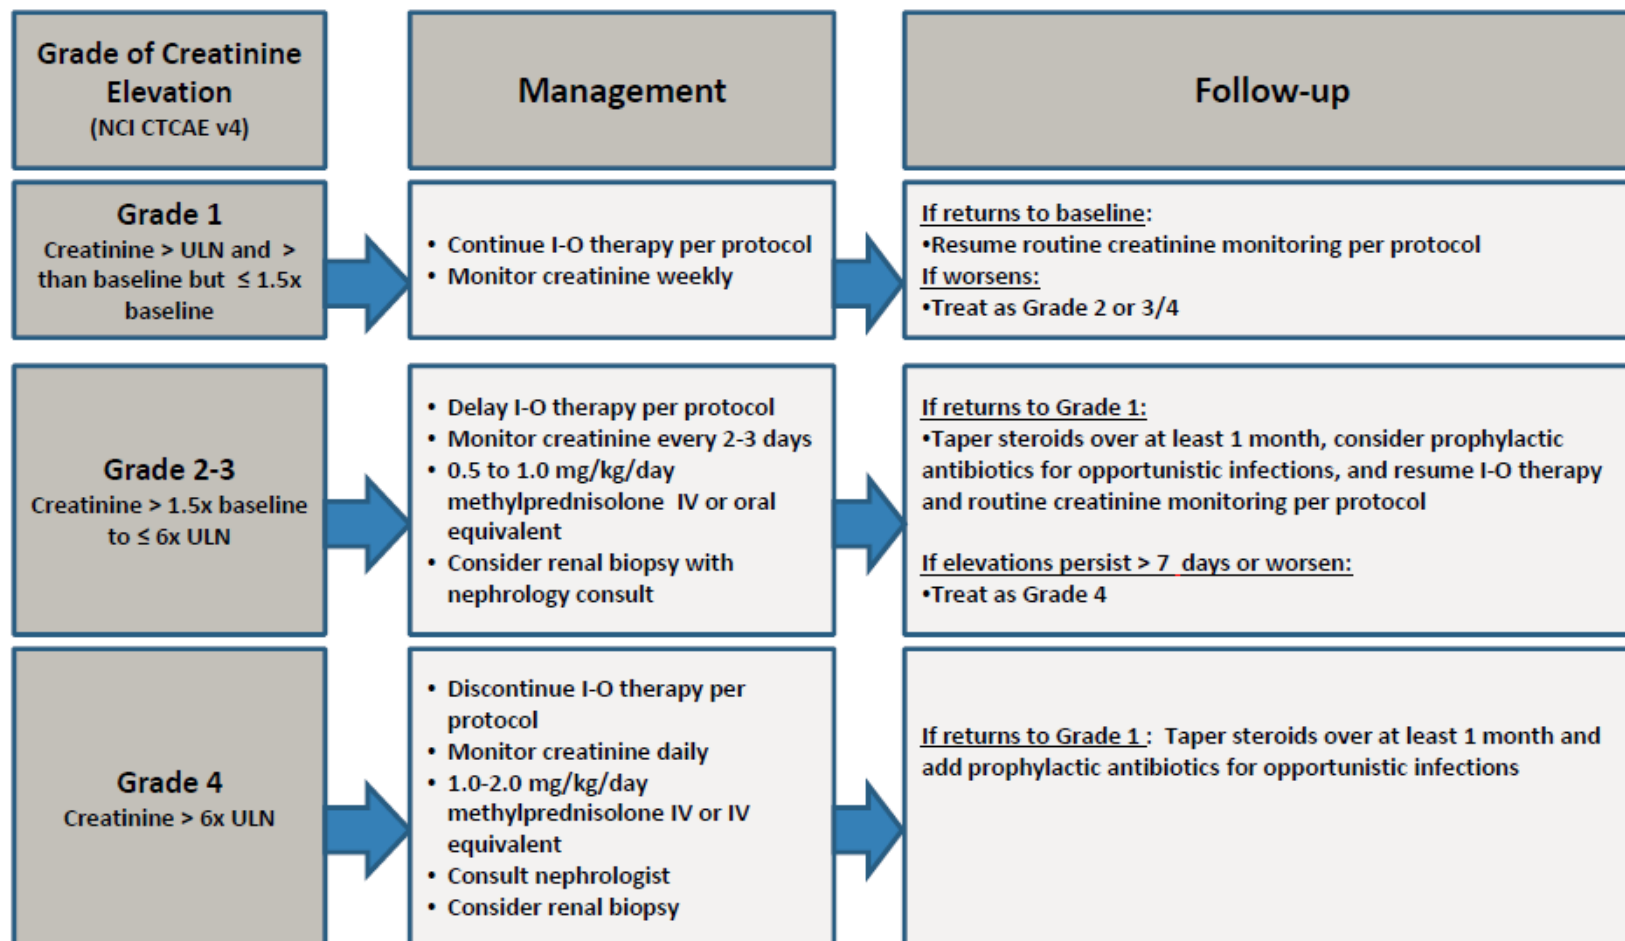 Grade of Creatinine
Elevation
(NCI CTCAE v4)
Management
Follow-up
Grade 1
Creatinine > ULN and >
than baseline but ≤ 1.5x
baseline
• Continue I-O therapy per protocol
• Monitor creatinine weekly
If returns to baseline:
•Resume routine creatinine monitoring per protocol
If worsens:
•Treat as Grade 2 or 3/4
Grade 2-3
Creatinine > 1.5x baseline
to ≤ 6x ULN
• Delay I-O therapy per protocol
• Monitor creatinine every 2-3 days
• 0.5 to 1.0 mg/kg/day
methylprednisolone IV or oral
equivalent
• Consider renal biopsy with
nephrology consult
If returns to Grade 1:
•Taper steroids over at least 1 month, consider prophylactic
antibiotics for opportunistic infections, and resume I-O therapy
and routine creatinine monitoring per protocol
If elevations persist > 7 days or worsen:
•Treat as Grade 4
Grade 4
Creatinine > 6x ULN
• Discontinue I-O therapy per
protocol
• Monitor creatinine daily
• 1.0-2.0 mg/kg/day
methylprednisolone IV or IV
equivalent
• Consult nephrologist
• Consider renal biopsy
If returns to Grade 1 : Taper steroids over at least 1 month and
add prophylactic antibiotics for opportunistic infections